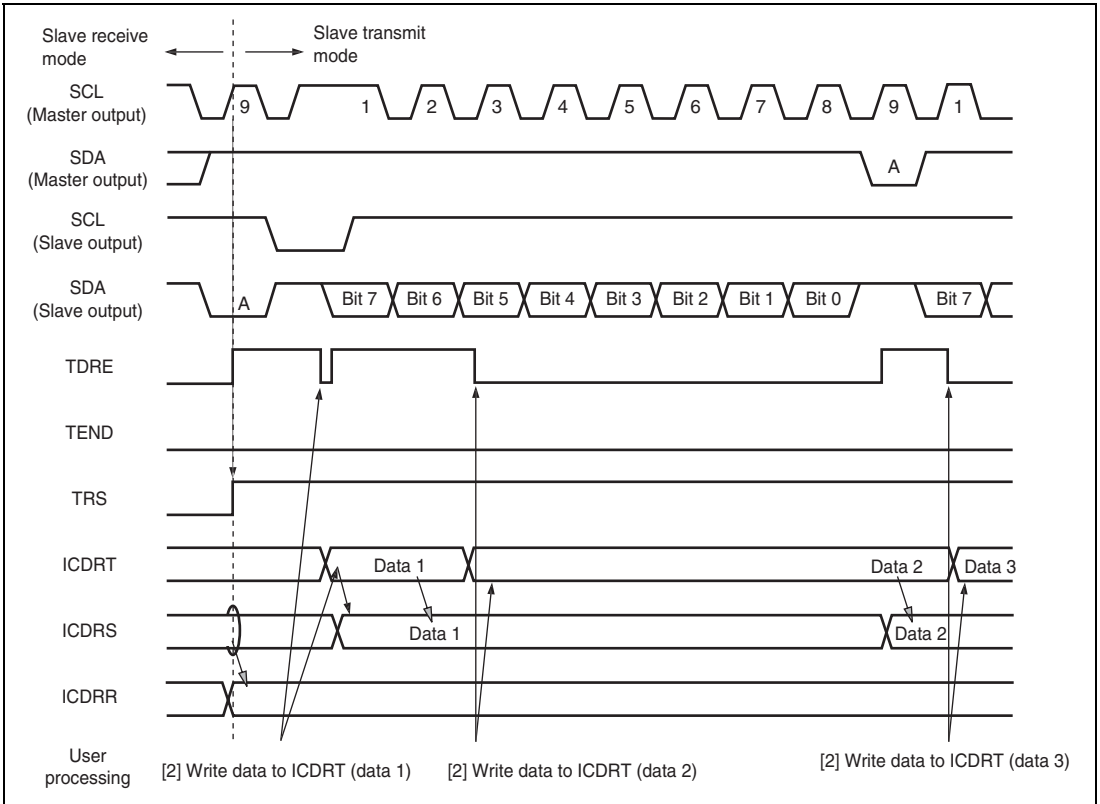 Slave receive
mode
Slave transmit
mode
SCL
(Master output)
9 1 2 3 4 5 6 7 8 9 1
SDA
(Master output)
A
SCL
(Slave output)
SDA
(Slave output)
A Bit 7 Bit 6 Bit 5 Bit 4 Bit 3 Bit 2 Bit 1 Bit 0 Bit 7
TDRE
TEND
TRS
ICDRT
Data 1 Data 2 Data 3
ICDRS
Data 1 Data 2
ICDRR
User
processing
[2] Write data to ICDRT (data 1) [2] Write data to ICDRT (data 2) [2] Write data to ICDRT (data 3)